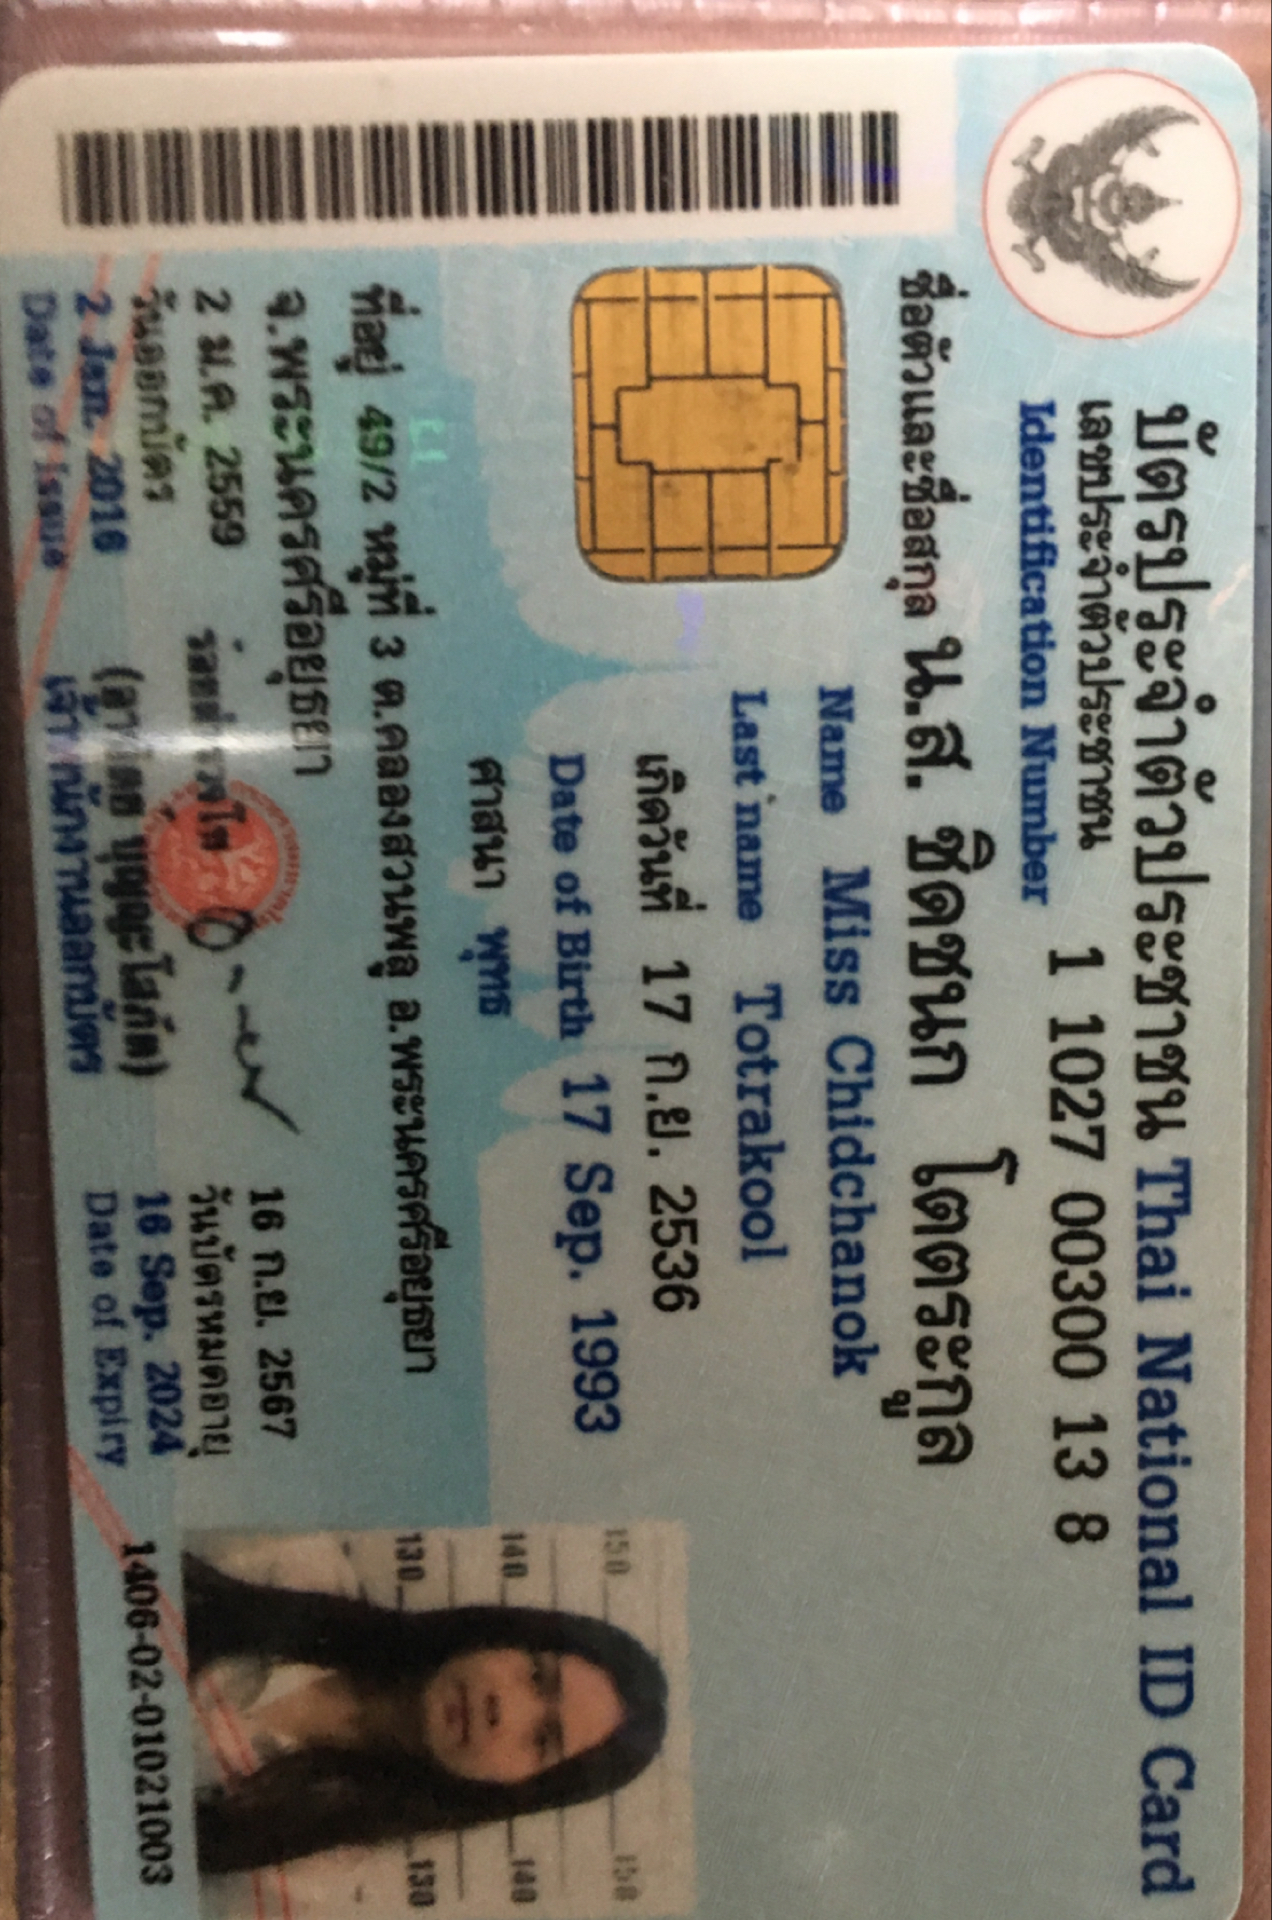 บัตรประจำตัวประชาชน Thai National ID Card
เลขประจำตัวประชาชน 1 1027 00300 13 8
Identification Number
ชื่อตัวและชื่อสกุล น.ส. ชิดชนก โตตระกูล
Name Miss Chidchanok
Last name Totrakool
เกิดวันที่ 17 ก.ย. 2536
Date of Birth 17 Sep. 1993
ศาสนา พุทธ
ที่อยู่ 49/2 หมู่ที่ 3 ต.คลองสวนพลู อ.พระนครศรีอยุธยา
จ.พระนครศรีอยุธยา
2 ม.ค. 2559
วันออกบัตร
2 Jan. 2016
Date of Issue
บุญญะโสภัต)
เจ้าพนักงานออกบัตร
16 ก.ย. 2567
วันบัตรหมดอายุ
16 Sep. 2024
Date of Expiry
150 150
140 140
130 130
1406-02-01021003